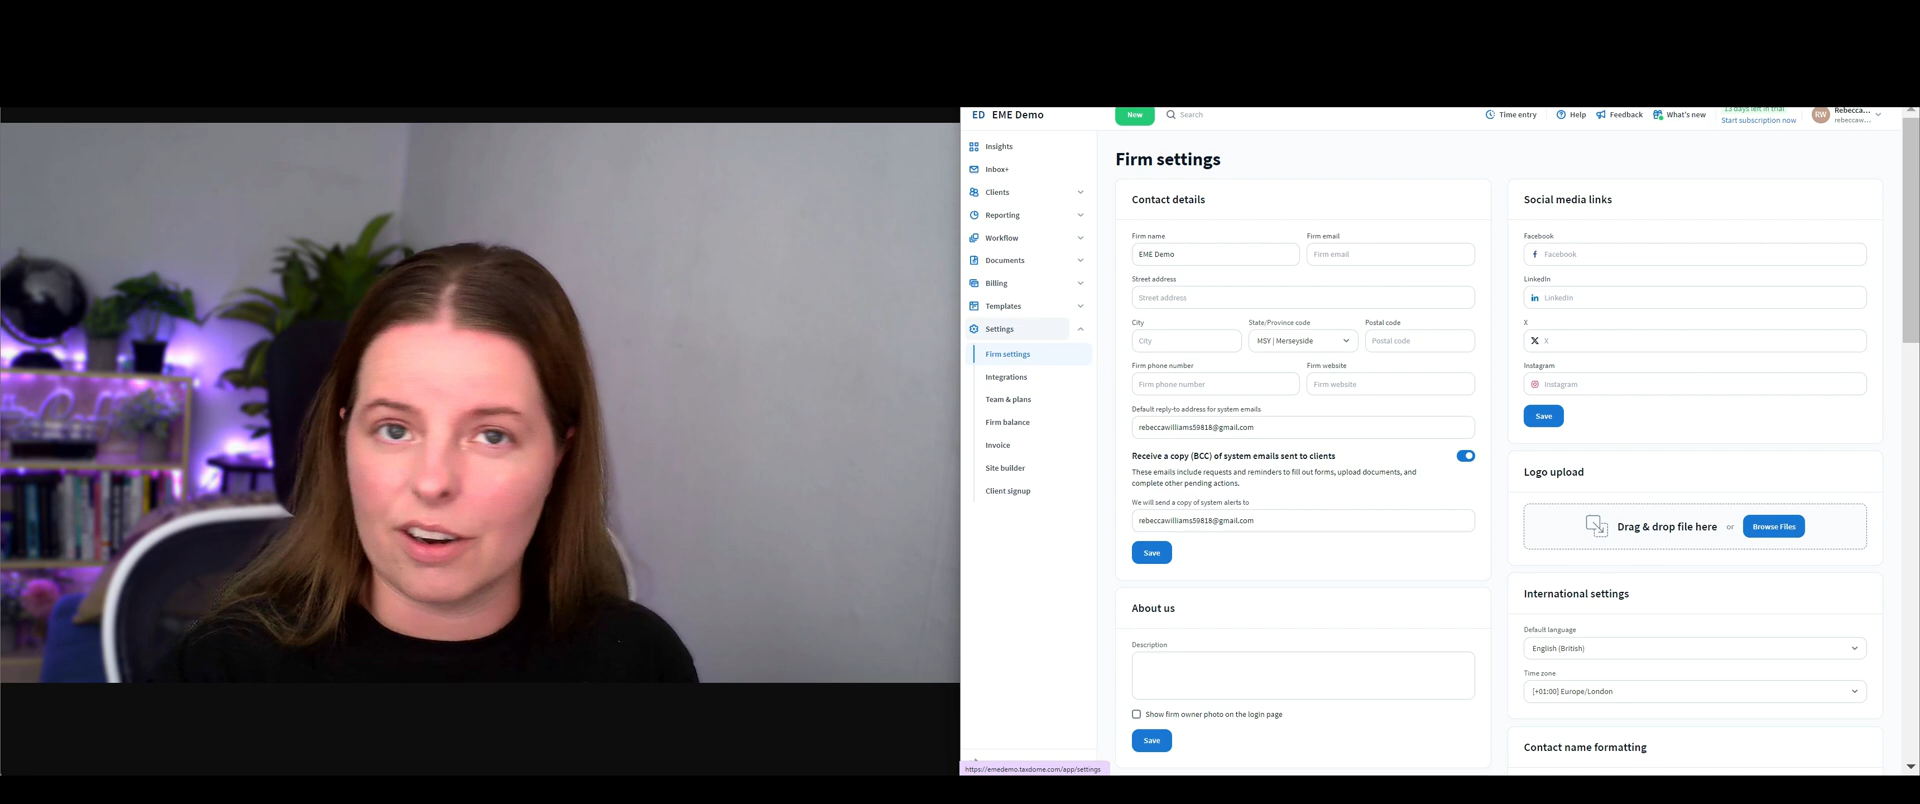 ED EME Demo
New
Search
Time entry
Help
Feedback
What's new
13 days left in trial
Start subscription now
RW
Rebecca...
rebeccaw...
Insights
Inbox+
Clients
Reporting
Workflow
Documents
Billing
Templates
Settings
Firm settings
Integrations
Team & plans
Firm balance
Invoice
Site builder
Client signup
https://emedemo.taxdome.com/app/settings
Firm settings
Contact details
Firm name
EME Demo
Firm email
Firm email
Street address
Street address
City
City
State/Province code
MSY | Merseyside
Postal code
Postal code
Firm phone number
Firm phone number
Firm website
Firm website
Default reply-to address for system emails
rebeccawilliams59818@gmail.com
Receive a copy (BCC) of system emails sent to clients
These emails include requests and reminders to fill out forms, upload documents, and
complete other pending actions.
We will send a copy of system alerts to
rebeccawilliams59818@gmail.com
Save
About us
Description
Show firm owner photo on the login page
Save
Social media links
Facebook
Facebook
LinkedIn
LinkedIn
X
X
Instagram
Instagram
Save
Logo upload
Drag & drop file here or Browse Files
International settings
Default language
English (British)
Time zone
[+01:00] Europe/London
Contact name formatting